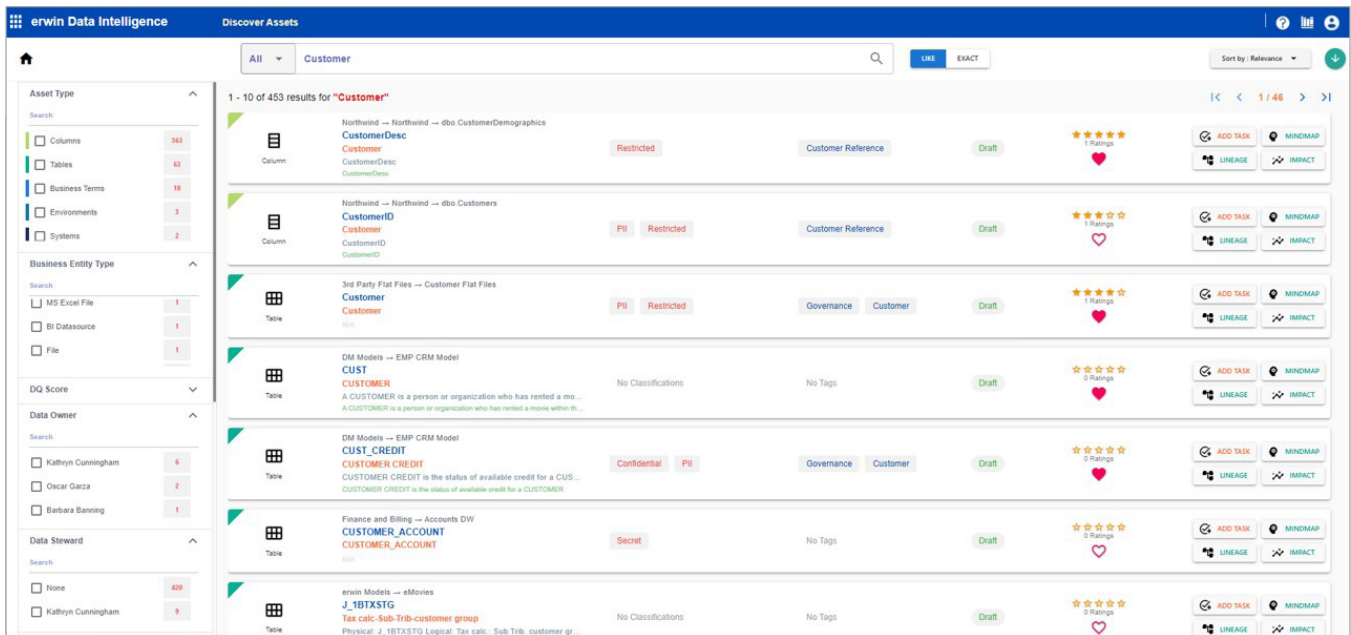 erwin Data Intelligence
Discover Assets
All
Customer
LIKE
EXACT
Sort by : Relevance
Asset Type
Search
Columns 363
Tables 63
Business Terms 18
Environments 3
Systems 2
Business Entity Type
Search
MS Excel File 1
BI Datasource 1
File 1
DQ Score
Data Owner
Search
Kathryn Cunningham 6
Oscar Garza 2
Barbara Banning 1
Data Steward
Search
None 420
Kathryn Cunningham 9
1 - 10 of 453 results for "Customer"
1 / 46
Northwind → Northwind → dbo.CustomerDemographics
CustomerDesc
Customer
CustomerDesc
CustomerDesc
Column
Restricted
Customer Reference
Draft
1 Ratings
ADD TASK
MINDMAP
LINEAGE
IMPACT
Northwind → Northwind → dbo.Customers
CustomerID
Customer
CustomerID
CustomerID
Column
PII Restricted
Customer Reference
Draft
1 Ratings
ADD TASK
MINDMAP
LINEAGE
IMPACT
3rd Party Flat Files → Customer Flat Files
Customer
Customer
N/A
Table
PII Restricted
Governance Customer
Draft
1 Ratings
ADD TASK
MINDMAP
LINEAGE
IMPACT
DM Models → EMP CRM Model
CUST
CUSTOMER
A CUSTOMER is a person or organization who has rented a mo...
A CUSTOMER is a person or organization who has rented a movie within th...
Table
No Classifications
No Tags
Draft
0 Ratings
ADD TASK
MINDMAP
LINEAGE
IMPACT
DM Models → EMP CRM Model
CUST_CREDIT
CUSTOMER CREDIT
CUSTOMER CREDIT is the status of available credit for a CUS...
CUSTOMER CREDIT is the status of available credit for a CUSTOMER
Table
Confidential PII
Governance Customer
Draft
0 Ratings
ADD TASK
MINDMAP
LINEAGE
IMPACT
Finance and Billing → Accounts DW
CUSTOMER_ACCOUNT
CUSTOMER_ACCOUNT
N/A
Table
Secret
No Tags
Draft
0 Ratings
ADD TASK
MINDMAP
LINEAGE
IMPACT
erwin Models → eMovies
J_1BTXSTG
Tax calc-Sub-Trib-customer group
Physical: J_1BTXSTG Logical: Tax calc.: Sub.Trib. customer gr...
Table
No Classifications
No Tags
Draft
0 Ratings
ADD TASK
MINDMAP
LINEAGE
IMPACT